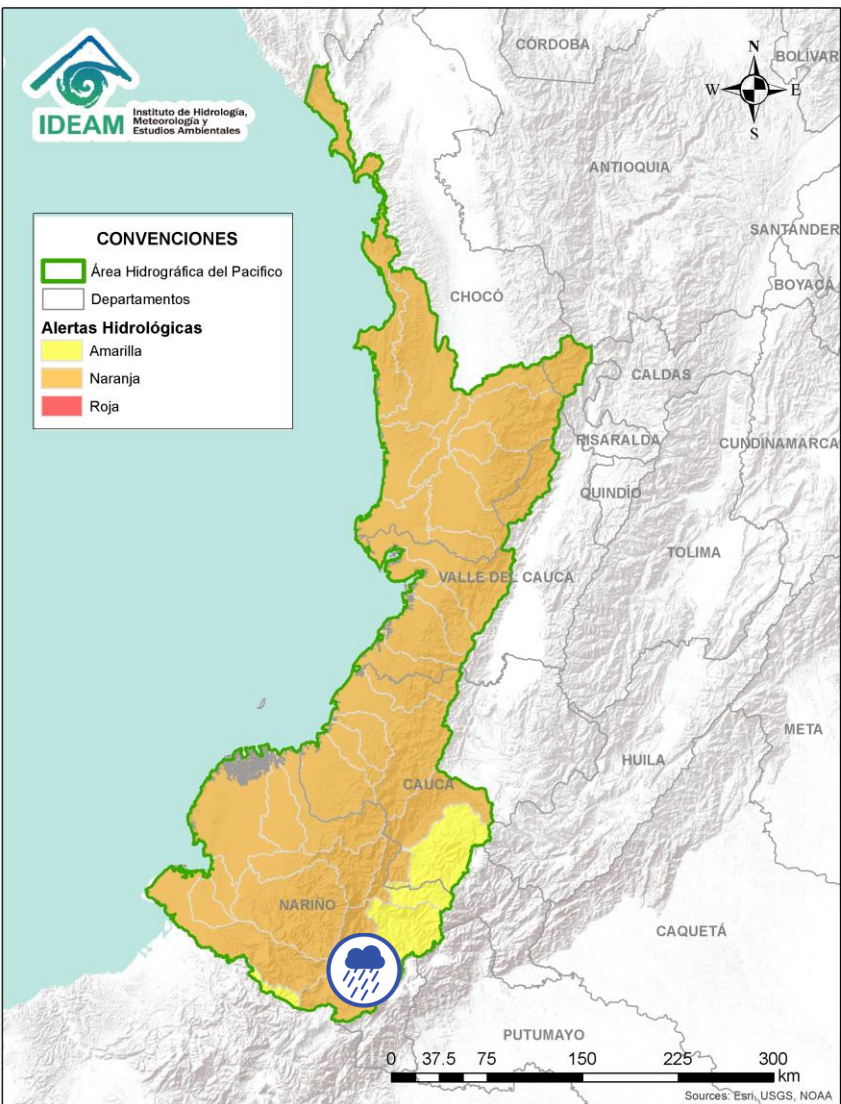 IDEAM
Instituto de Hidrología,
Meteorología y
Estudios Ambientales
N
W
E
S
CONVENCIONES
Área Hidrográfica del Pacifico
Departamentos
Alertas Hidrológicas
Amarilla
Naranja
Roja
CÓRDOBA
BOLÍVAR
ANTIOQUIA
SANTANDER
BOYACÁ
CHOCÓ
CALDAS
RISARALDA
CUNDINAMARCA
QUINDÍO
TOLIMA
VALLE DEL CAUCA
META
HUILA
CAUCA
NARIÑO
CAQUETÁ
PUTUMAYO
0 37.5 75 150 225 300
km
Sources: Esri, USGS, NOAA